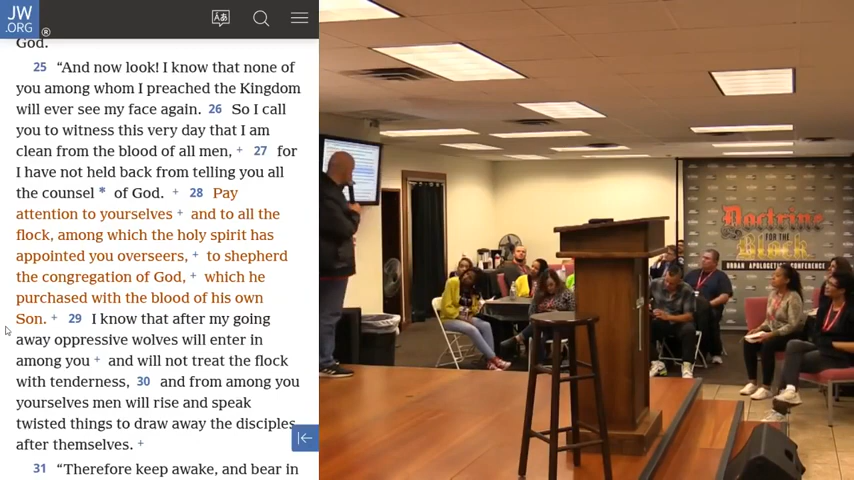 JW
.ORG
®
God.
25 “And now look! I know that none of
you among whom I preached the Kingdom
will ever see my face again. 26 So I call
you to witness this very day that I am
clean from the blood of all men, + 27 for
I have not held back from telling you all
the counsel * of God. + 28 Pay
attention to yourselves + and to all the
flock, among which the holy spirit has
appointed you overseers, + to shepherd
the congregation of God, + which he
purchased with the blood of his own
Son. + 29 I know that after my going
away oppressive wolves will enter in
among you + and will not treat the flock
with tenderness, 30 and from among you
yourselves men will rise and speak
twisted things to draw away the disciples
after themselves. +
31 “Therefore keep awake, and bear in
Doctrine
FOR THE
Block
URBAN APOLOGETICS CONFERENCE